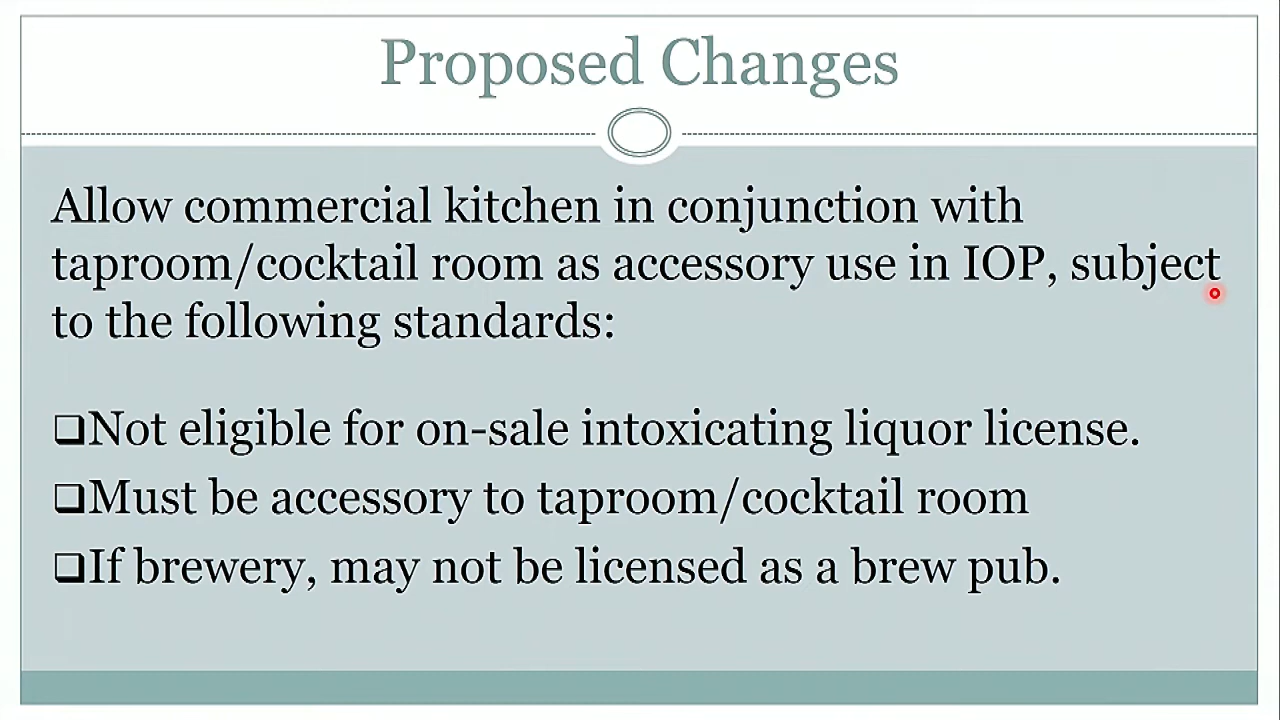 Proposed Changes
Allow commercial kitchen in conjunction with
taproom/cocktail room as accessory use in IOP, subject
to the following standards:
❑Not eligible for on-sale intoxicating liquor license.
❑Must be accessory to taproom/cocktail room
❑If brewery, may not be licensed as a brew pub.